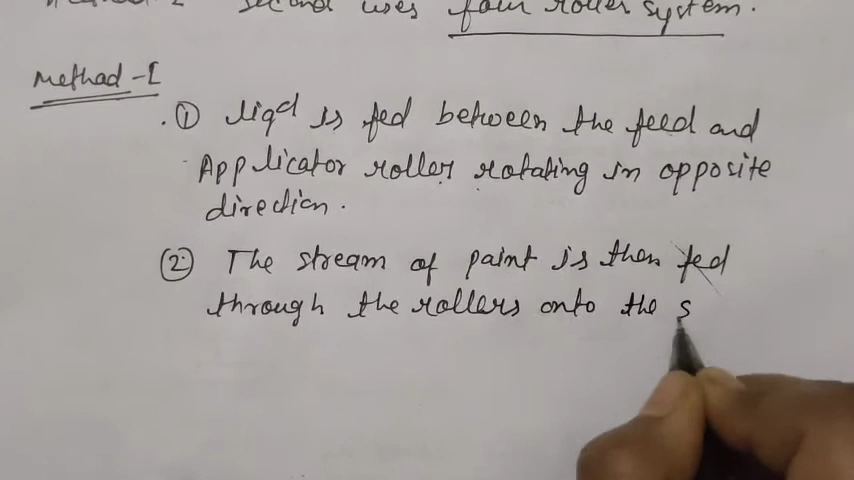 second uses four roller system.
Method-I
① liqd is fed between the feed and
Applicator roller rotating in opposite
direction.
② The stream of paint is then fed
through the rollers onto the s